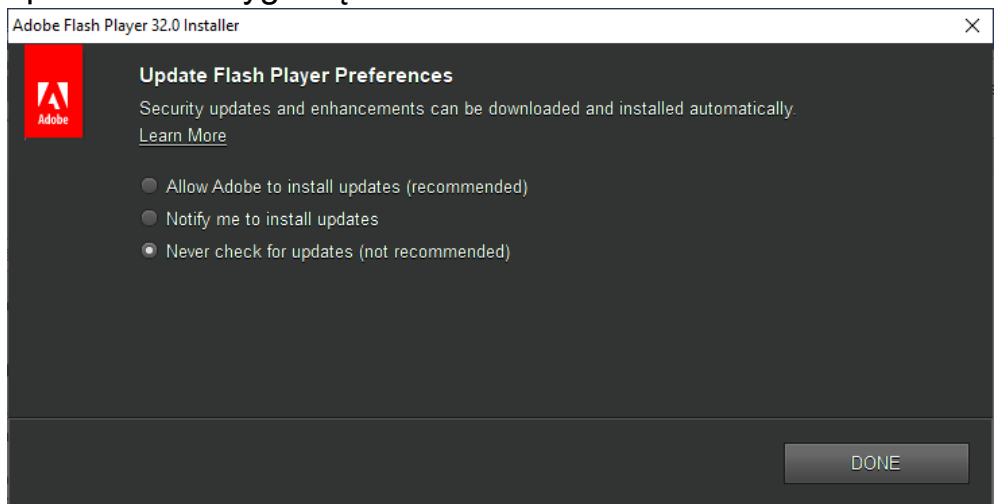 Adobe Flash Player 32.0 Installer
Update Flash Player Preferences
Adobe
Security updates and enhancements can be downloaded and installed automatically.
Learn More
Allow Adobe to install updates (recommended)
Notify me to install updates
Never check for updates (not recommended)
DONE